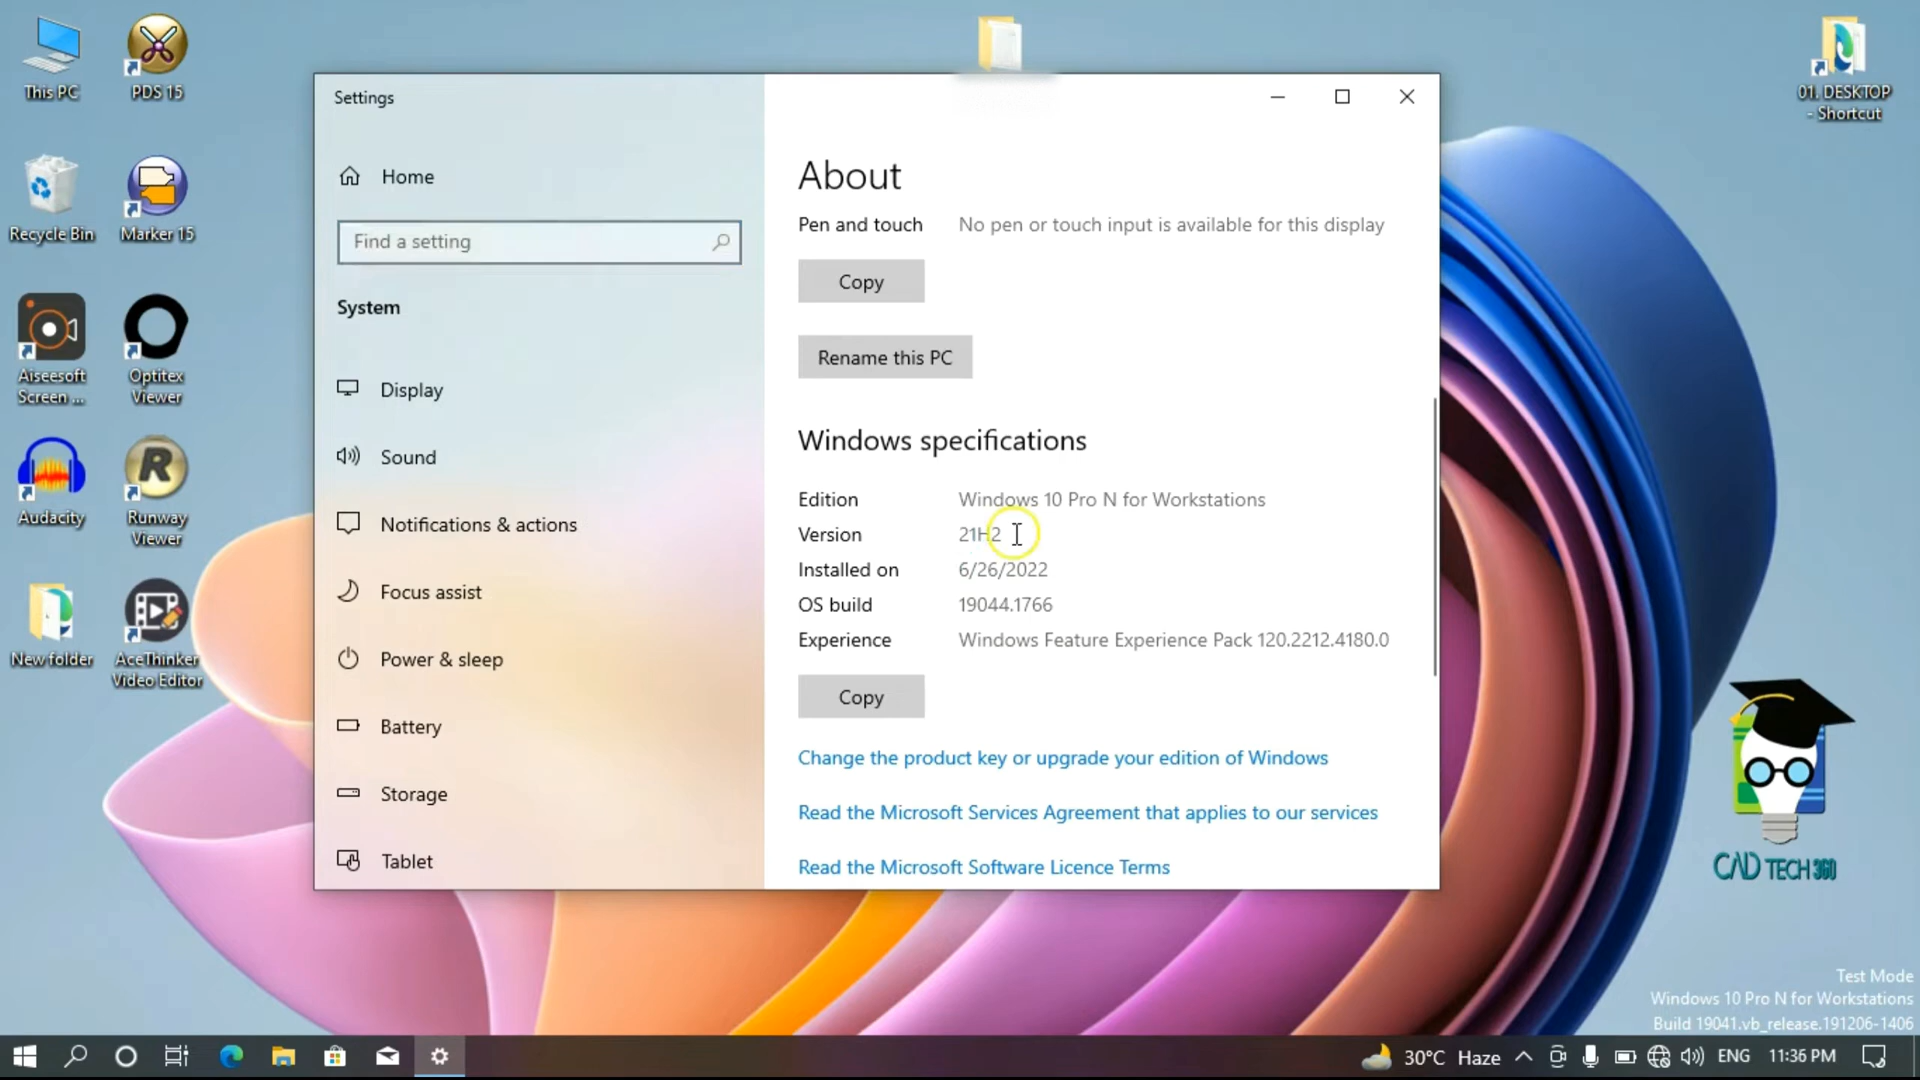 This PC
PDS 15
01. DESKTOP
- Shortcut
Recycle Bin
Marker 15
Aiseesoft
Screen ...
Optitex
Viewer
Audacity
Runway
Viewer
New folder
AceThinker
Video Editor
Settings
Home
Find a setting
System
Display
Sound
Notifications & actions
Focus assist
Power & sleep
Battery
Storage
Tablet
About
Pen and touch No pen or touch input is available for this display
Copy
Rename this PC
Windows specifications
Edition Windows 10 Pro N for Workstations
Version 21H2
Installed on 6/26/2022
OS build 19044.1766
Experience Windows Feature Experience Pack 120.2212.4180.0
Copy
Change the product key or upgrade your edition of Windows
Read the Microsoft Services Agreement that applies to our services
Read the Microsoft Software Licence Terms
CAD TECH 360
Test Mode
Windows 10 Pro N for Workstations
Build 19041.vb_release.191206-1406
30°C Haze ENG 11:36 PM